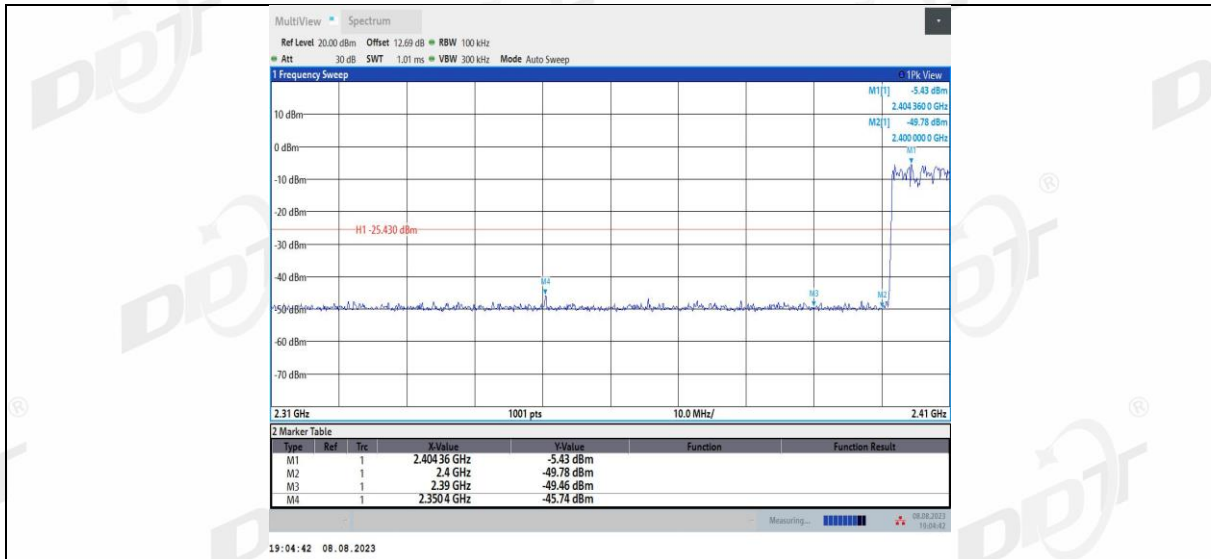 MultiView Spectrum
Ref Level 20.00 dBm Offset 12.69 dB RBW 100 kHz
Att 30 dB SWT 1.01 ms VBW 300 kHz Mode Auto Sweep
1 Frequency Sweep 1Pk View
M1[1] -5.43 dBm
2.404 360 0 GHz
10 dBm
M2[1] -49.78 dBm
2.400 000 0 GHz
0 dBm
M1
-10 dBm
-20 dBm
H1 -25.430 dBm
-30 dBm
-40 dBm
M4
M3 M2
-50 dBm
-60 dBm
-70 dBm
2.31 GHz 1001 pts 10.0 MHz/ 2.41 GHz
2 Marker Table
Type Ref Trc X-Value Y-Value Function Function Result
M1 1 2.404 36 GHz -5.43 dBm
M2 1 2.4 GHz -49.78 dBm
M3 1 2.39 GHz -49.46 dBm
M4 1 2.350 4 GHz -45.74 dBm
Measuring... 08.08.2023
19:04:42
19:04:42 08.08.2023
DDT
DDT
DDT
DDT
®
®
®